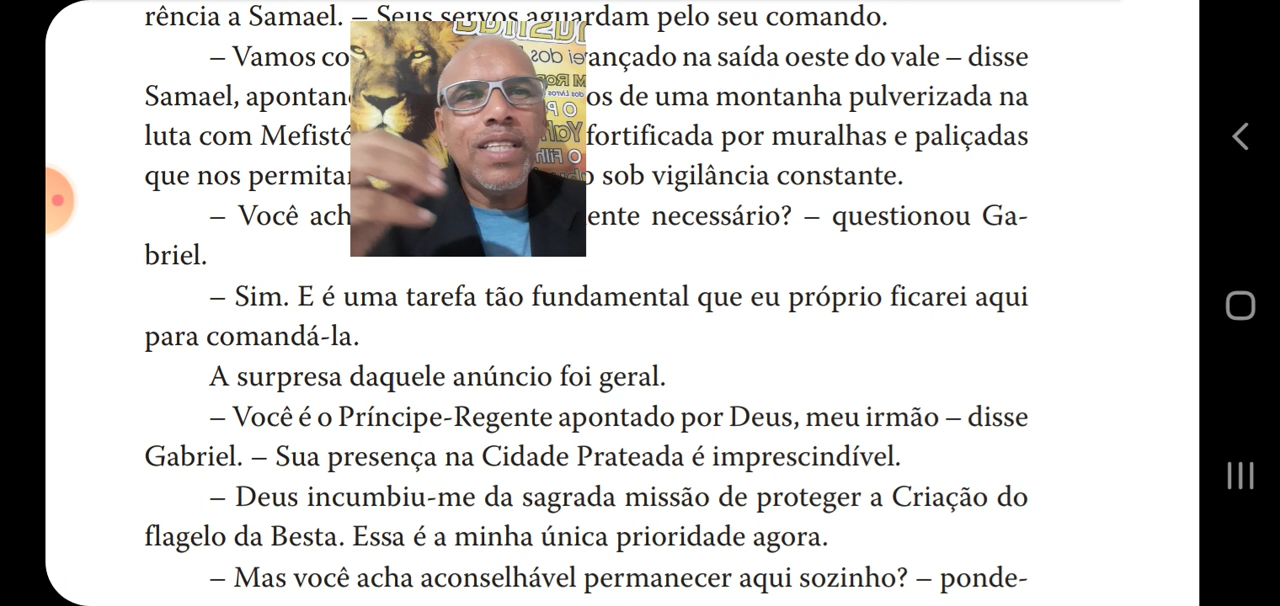 rência a Samael. – Seus servos aguardam pelo seu comando.
– Vamos co ançado na saída oeste do vale – disse
Samael, apontan os de uma montanha pulverizada na
luta com Mefistó fortificada por muralhas e paliçadas
que nos permita o sob vigilância constante.
– Você ach ente necessário? – questionou Ga-
briel.
– Sim. E é uma tarefa tão fundamental que eu próprio ficarei aqui
para comandá-la.
A surpresa daquele anúncio foi geral.
– Você é o Príncipe-Regente apontado por Deus, meu irmão – disse
Gabriel. – Sua presença na Cidade Prateada é imprescindível.
– Deus incumbiu-me da sagrada missão de proteger a Criação do
flagelo da Besta. Essa é a minha única prioridade agora.
– Mas você acha aconselhável permanecer aqui sozinho? – ponde-